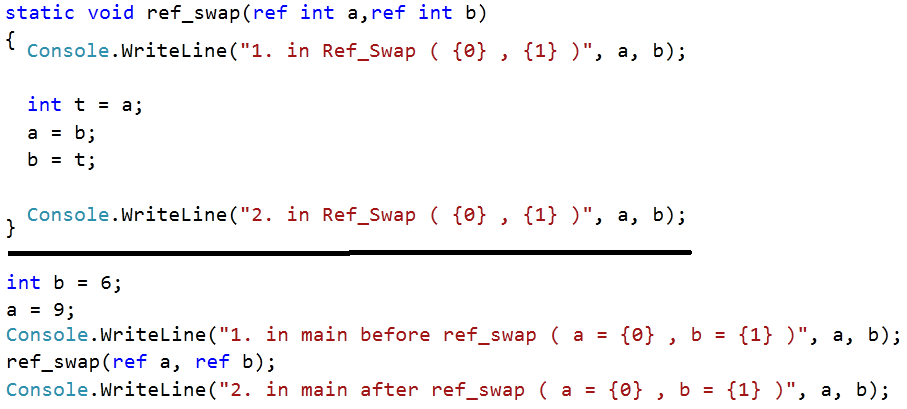 static void ref_swap(ref int a,ref int b)
{
Console.WriteLine("1. in Ref_Swap ( {0} , {1} )", a, b);
int t = a;
a = b;
b = t;
Console.WriteLine("2. in Ref_Swap ( {0} , {1} )", a, b);
}
int b = 6;
a = 9;
Console.WriteLine("1. in main before ref_swap ( a = {0} , b = {1} )", a, b);
ref_swap(ref a, ref b);
Console.WriteLine("2. in main after ref_swap ( a = {0} , b = {1} )", a, b);